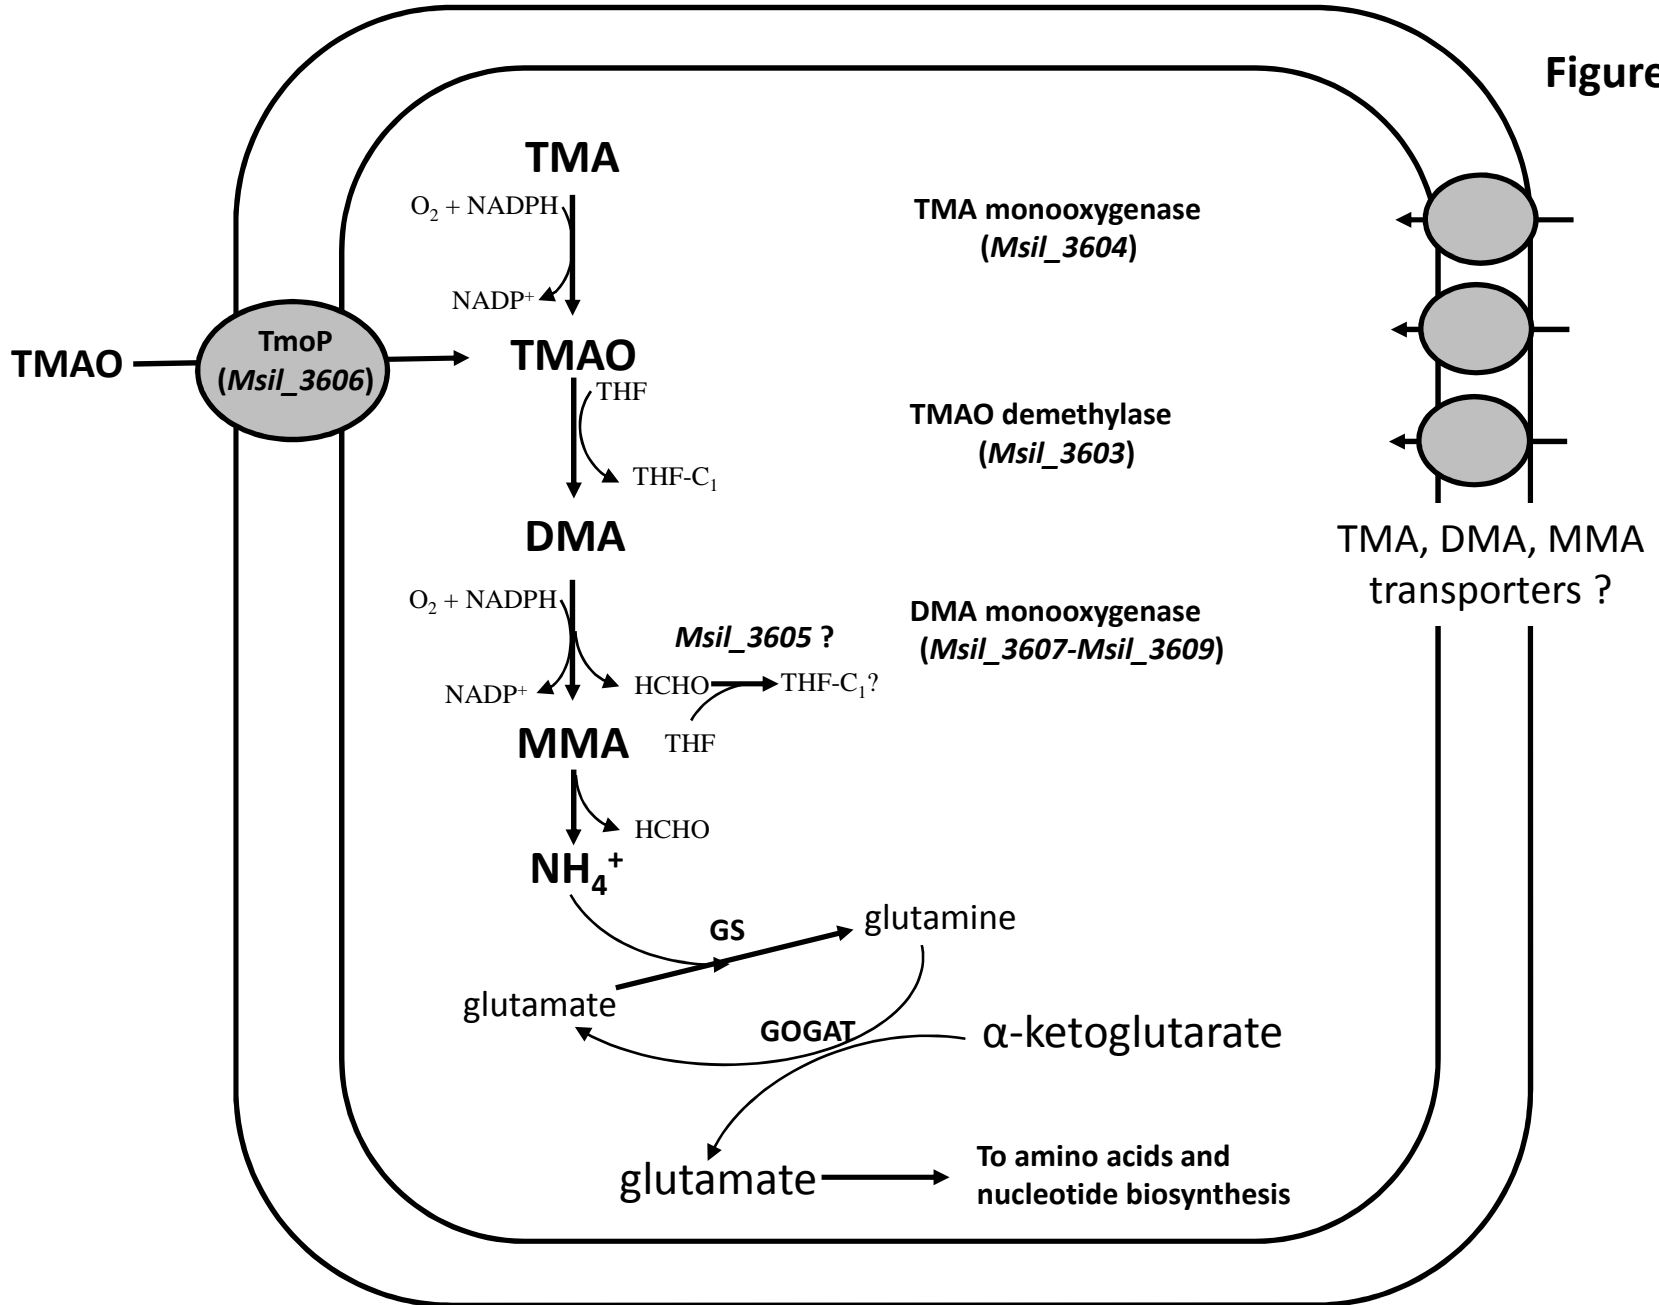 Figure
TMA
O₂ + NADPH
TMA monooxygenase
(Msil_3604)
NADP⁺
TMAO
TmoP
(Msil_3606)
TMAO
THF
TMAO demethylase
(Msil_3603)
THF-C₁
DMA
TMA, DMA, MMA
transporters ?
O₂ + NADPH
DMA monooxygenase
(Msil_3607-Msil_3609)
Msil_3605 ?
NADP⁺
HCHO
THF-C₁?
MMA
THF
HCHO
NH₄⁺
GS
glutamine
glutamate
GOGAT
α-ketoglutarate
glutamate
To amino acids and
nucleotide biosynthesis